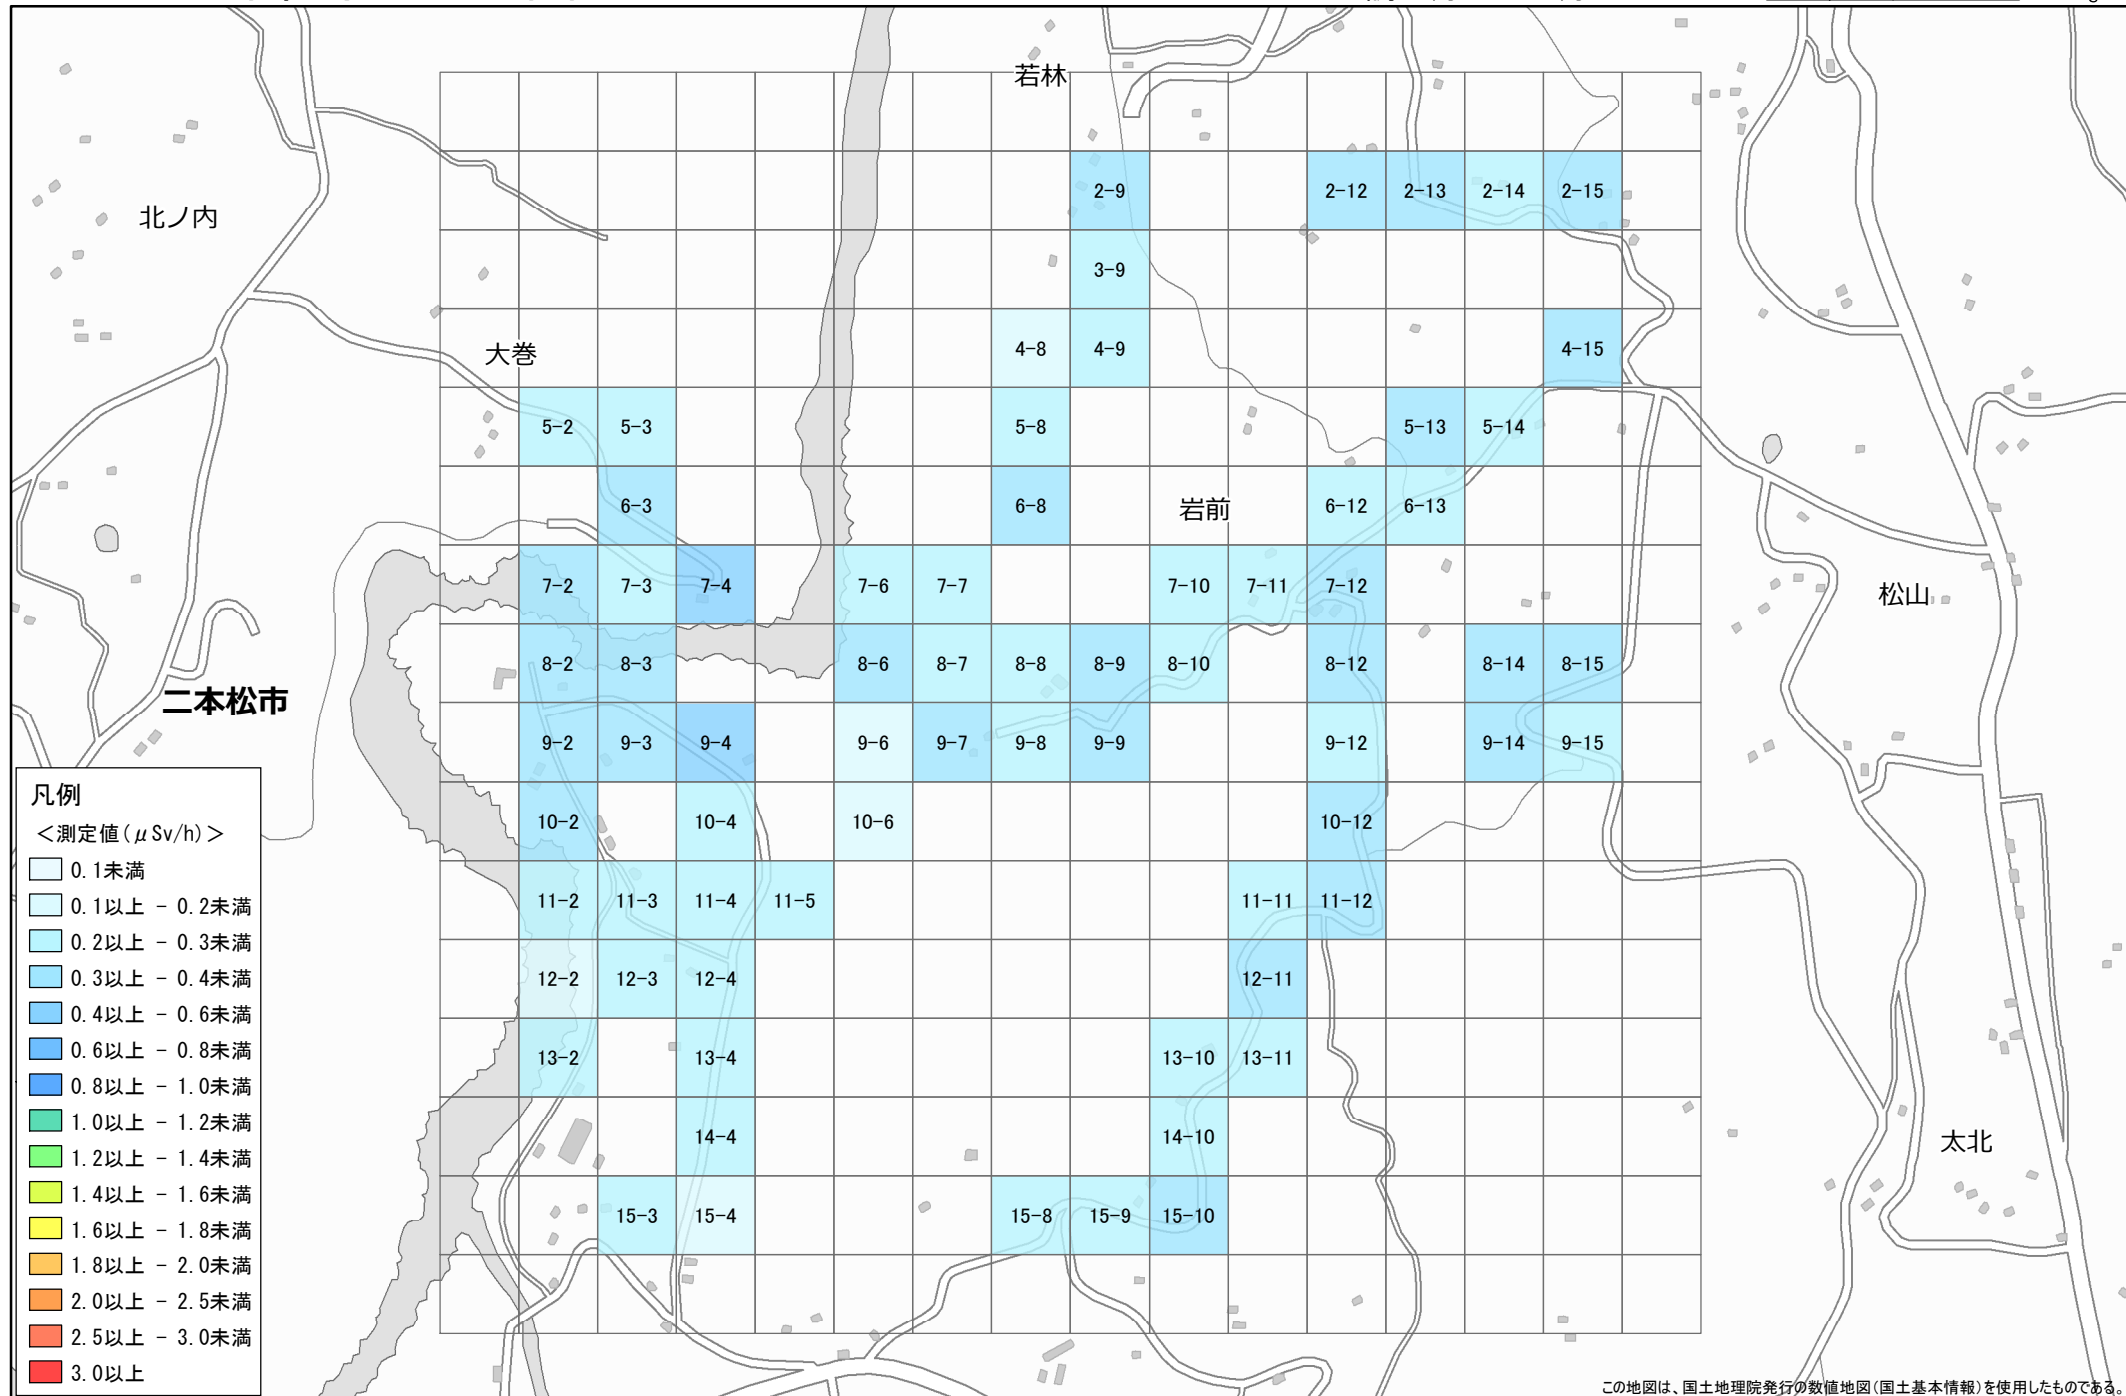 若林
2-9 2-12 2-13 2-14 2-15
北ノ内
3-9
大巻
4-8 4-9 4-15
5-2 5-3 5-8 5-13 5-14
6-3 6-8 岩前 6-12 6-13
7-2 7-3 7-4 7-6 7-7 7-10 7-11 7-12
松山
8-2 8-3 8-6 8-7 8-8 8-9 8-10 8-12 8-14 8-15
二本松市
9-2 9-3 9-4 9-6 9-7 9-8 9-9 9-12 9-14 9-15
10-2 10-4 10-6 10-12
11-2 11-3 11-4 11-5 11-11 11-12
12-2 12-3 12-4 12-11
13-2 13-4 13-10 13-11
14-4 14-10
太北
15-3 15-4 15-8 15-9 15-10
凡例
＜測定値(μSv/h)＞
0.1未満
0.1以上 - 0.2未満
0.2以上 - 0.3未満
0.3以上 - 0.4未満
0.4以上 - 0.6未満
0.6以上 - 0.8未満
0.8以上 - 1.0未満
1.0以上 - 1.2未満
1.2以上 - 1.4未満
1.4以上 - 1.6未満
1.6以上 - 1.8未満
1.8以上 - 2.0未満
2.0以上 - 2.5未満
2.5以上 - 3.0未満
3.0以上
この地図は、国土地理院発行の数値地図(国土基本情報)を使用したものである。